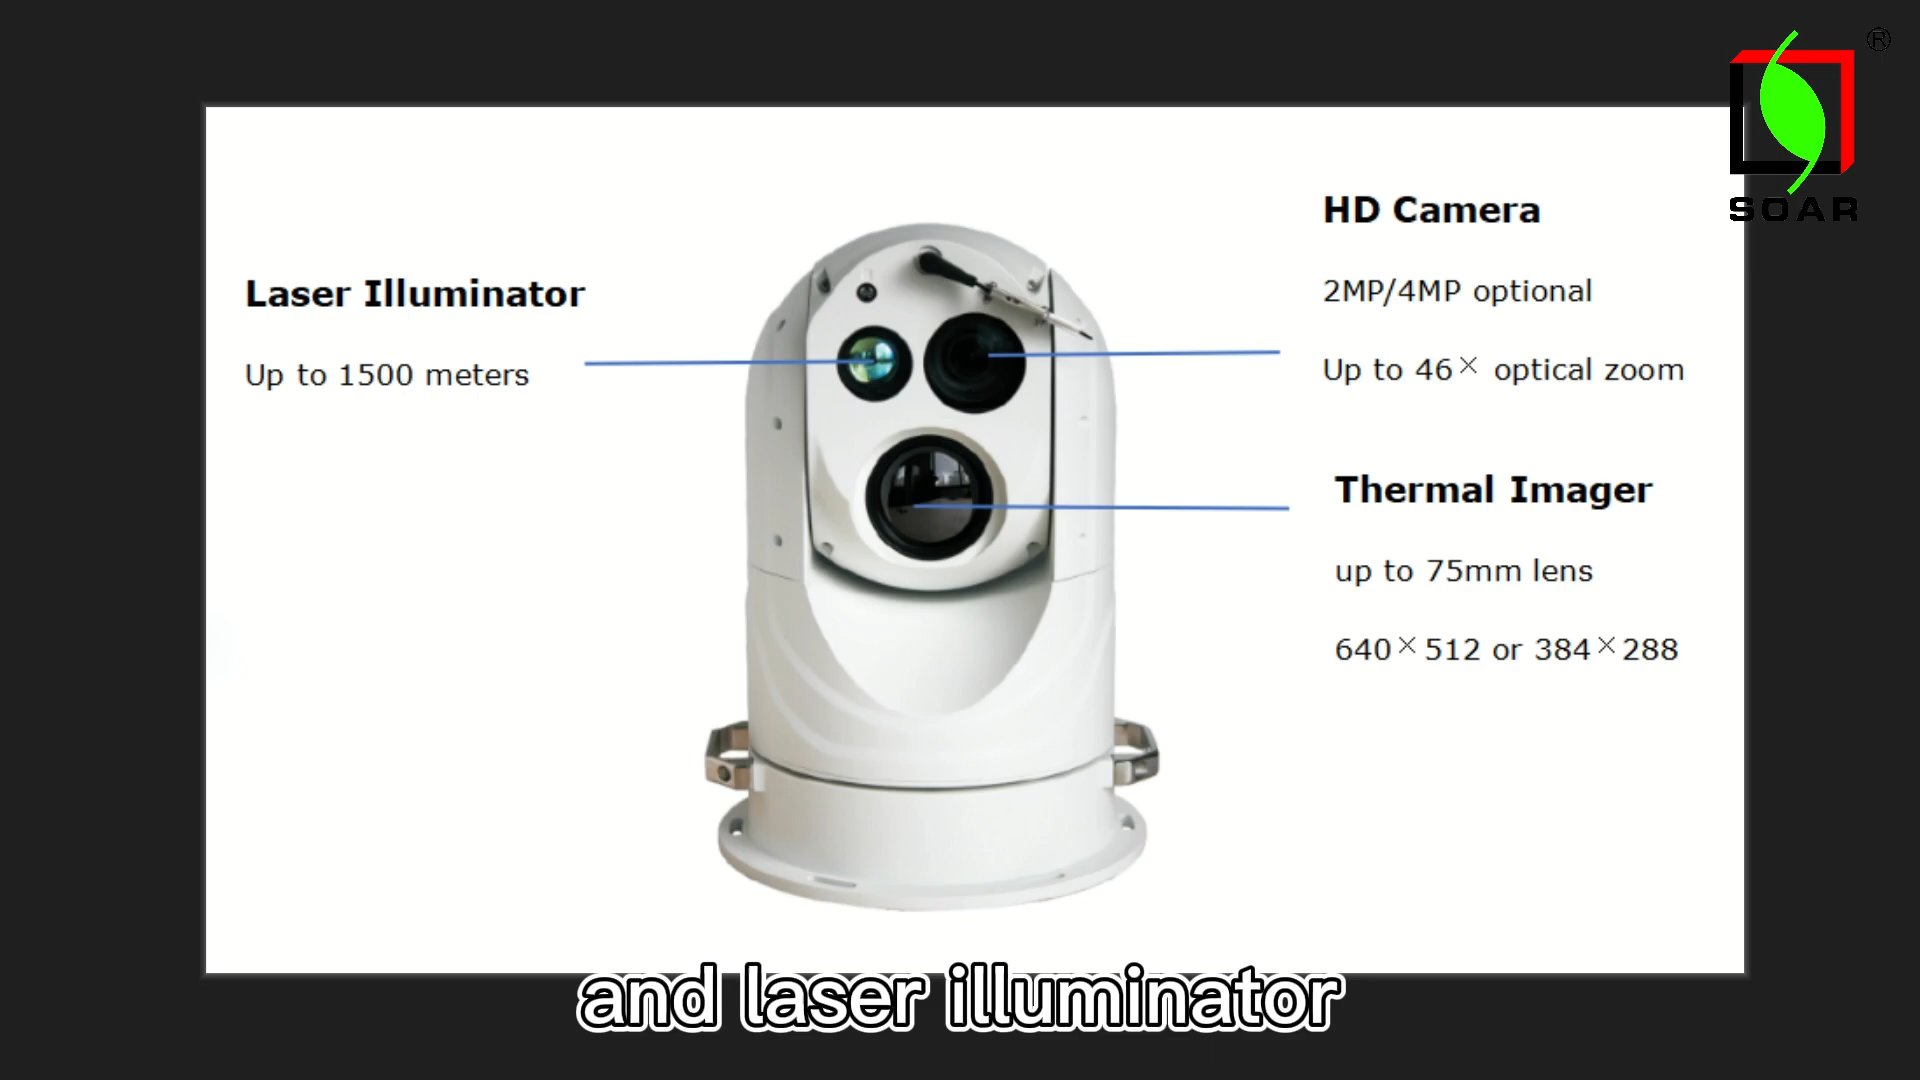 ®
SOAR
Laser Illuminator
Up to 1500 meters
HD Camera
2MP/4MP optional
Up to 46× optical zoom
Thermal Imager
up to 75mm lens
640×512 or 384×288
and laser illuminator